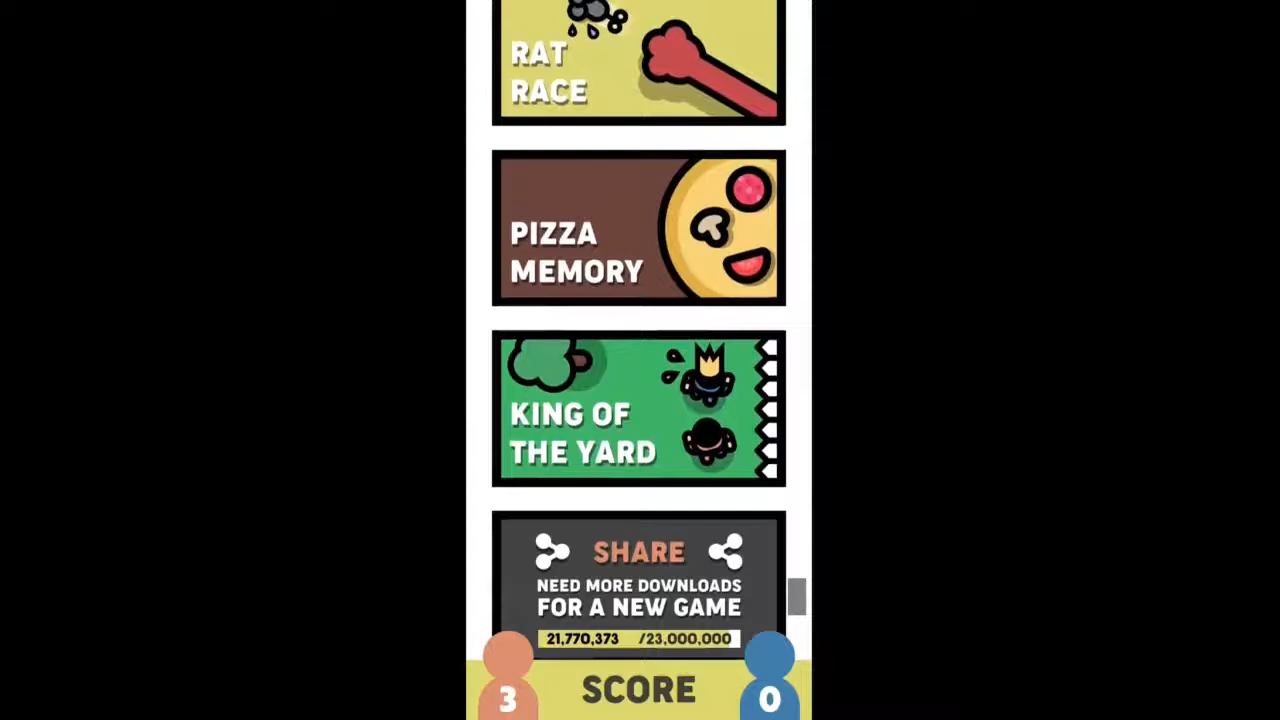 RAT
RACE
PIZZA
MEMORY
KING OF
THE YARD
SHARE
NEED MORE DOWNLOADS
FOR A NEW GAME
21,770,373 /23,000,000
3 SCORE 0